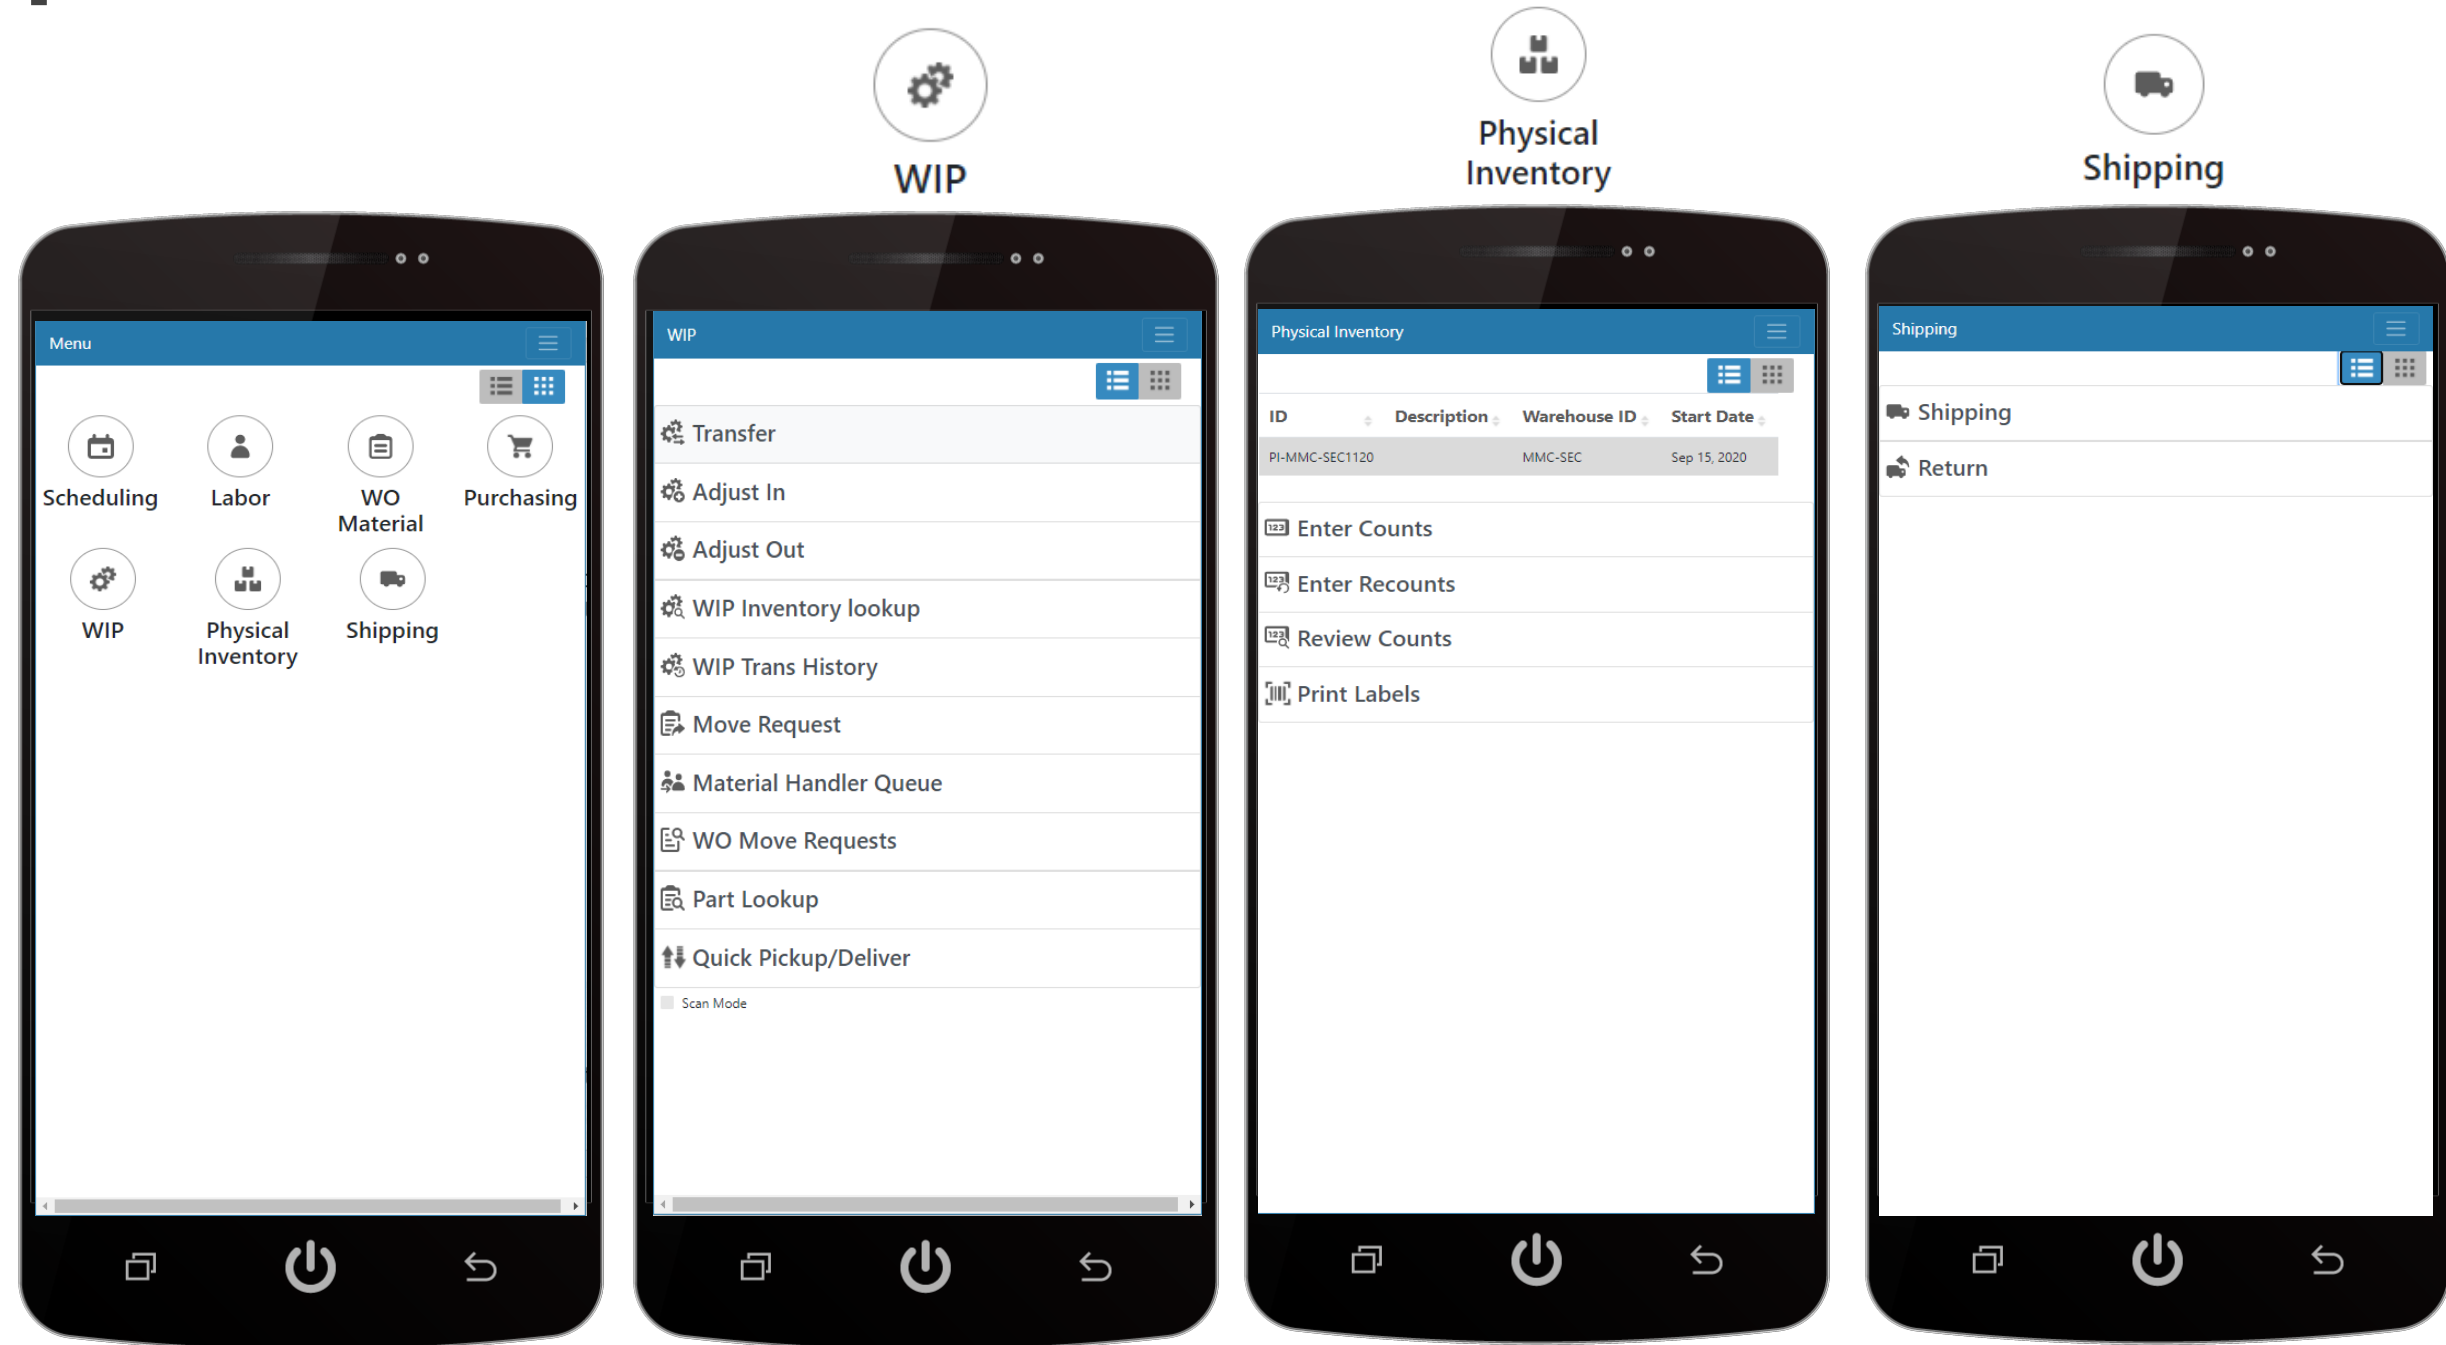 WIP
Physical
Inventory
Shipping
Menu
Scheduling
Labor
WO
Material
Purchasing
WIP
Physical
Inventory
Shipping
WIP
Transfer
Adjust In
Adjust Out
WIP Inventory lookup
WIP Trans History
Move Request
Material Handler Queue
WO Move Requests
Part Lookup
Quick Pickup/Deliver
Scan Mode
Physical Inventory
ID Description Warehouse ID Start Date
PI-MMC-SEC1120 MMC-SEC Sep 15, 2020
123 Enter Counts
123 Enter Recounts
123 Review Counts
Print Labels
Shipping
Shipping
Return